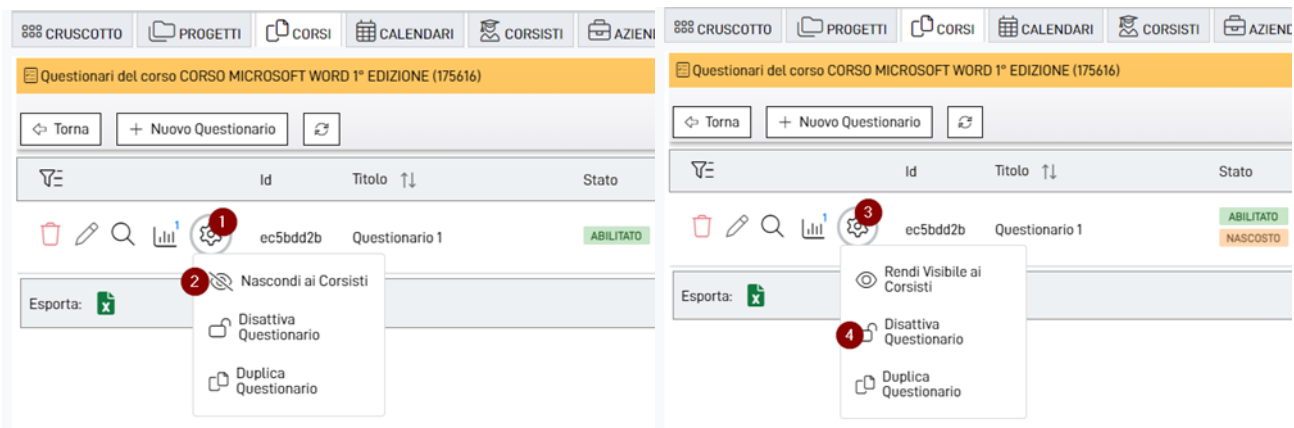 CRUSCOTTO PROGETTI CORSI CALENDARI CORSISTI AZIEN
Questionari del corso CORSO MICROSOFT WORD 1° EDIZIONE (175616)
Torna + Nuovo Questionario
Id Titolo Stato
1 1
ec5bdd2b Questionario 1 ABILITATO
2 Nascondi ai Corsisti
Esporta:
Disattiva
Questionario
Duplica
Questionario
CRUSCOTTO PROGETTI CORSI CALENDARI CORSISTI AZIEND
Questionari del corso CORSO MICROSOFT WORD 1° EDIZIONE (175616)
Torna + Nuovo Questionario
Id Titolo Stato
1 3
ec5bdd2b Questionario 1 ABILITATO
NASCOSTO
Rendi Visibile ai
Corsisti
Esporta:
4 Disattiva
Questionario
Duplica
Questionario